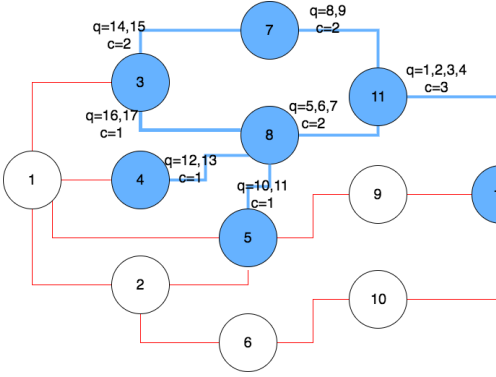 q=14,15
c=2
7
q=8,9
c=2
3
q=1,2,3,4
c=3
11
q=16,17
c=1
q=5,6,7
c=2
8
q=12,13
c=1
1
4
q=10,11
c=1
9
5
2
10
6